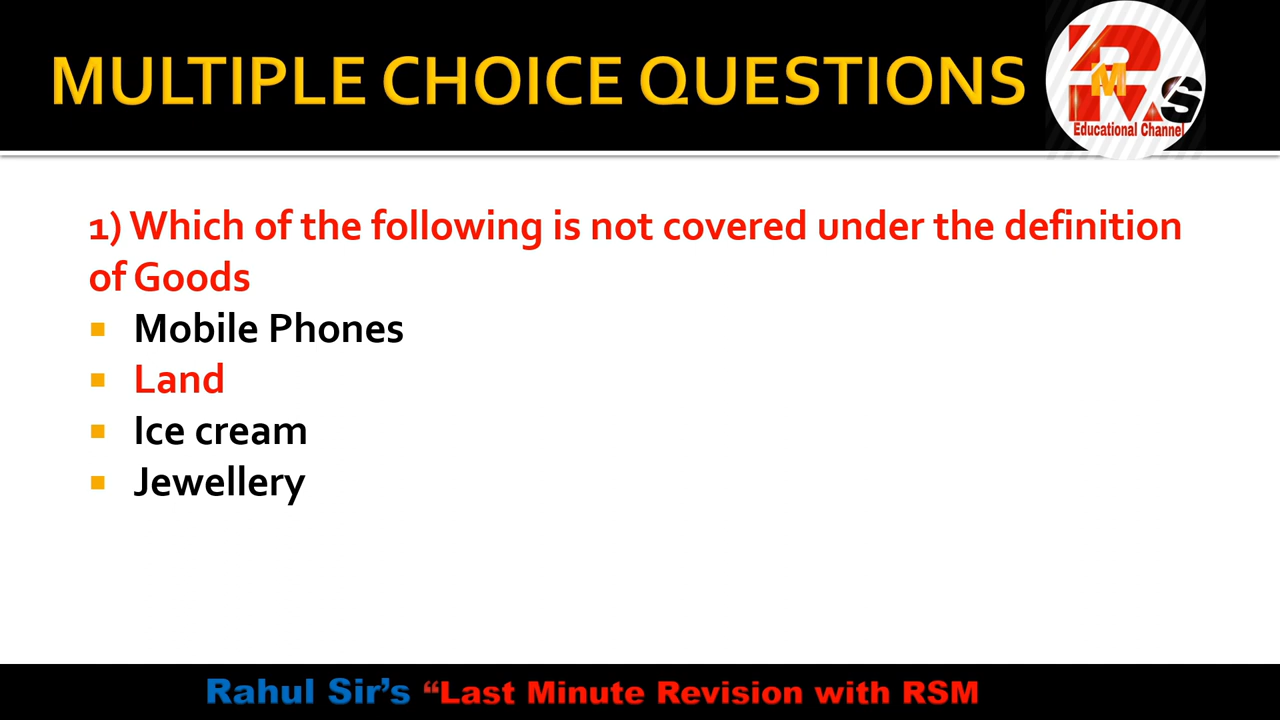 MULTIPLE CHOICE QUESTIONS
RMS
Educational Channel
1) Which of the following is not covered under the definition
of Goods
Mobile Phones
Land
Ice cream
Jewellery
Rahul Sir's “Last Minute Revision with RSM